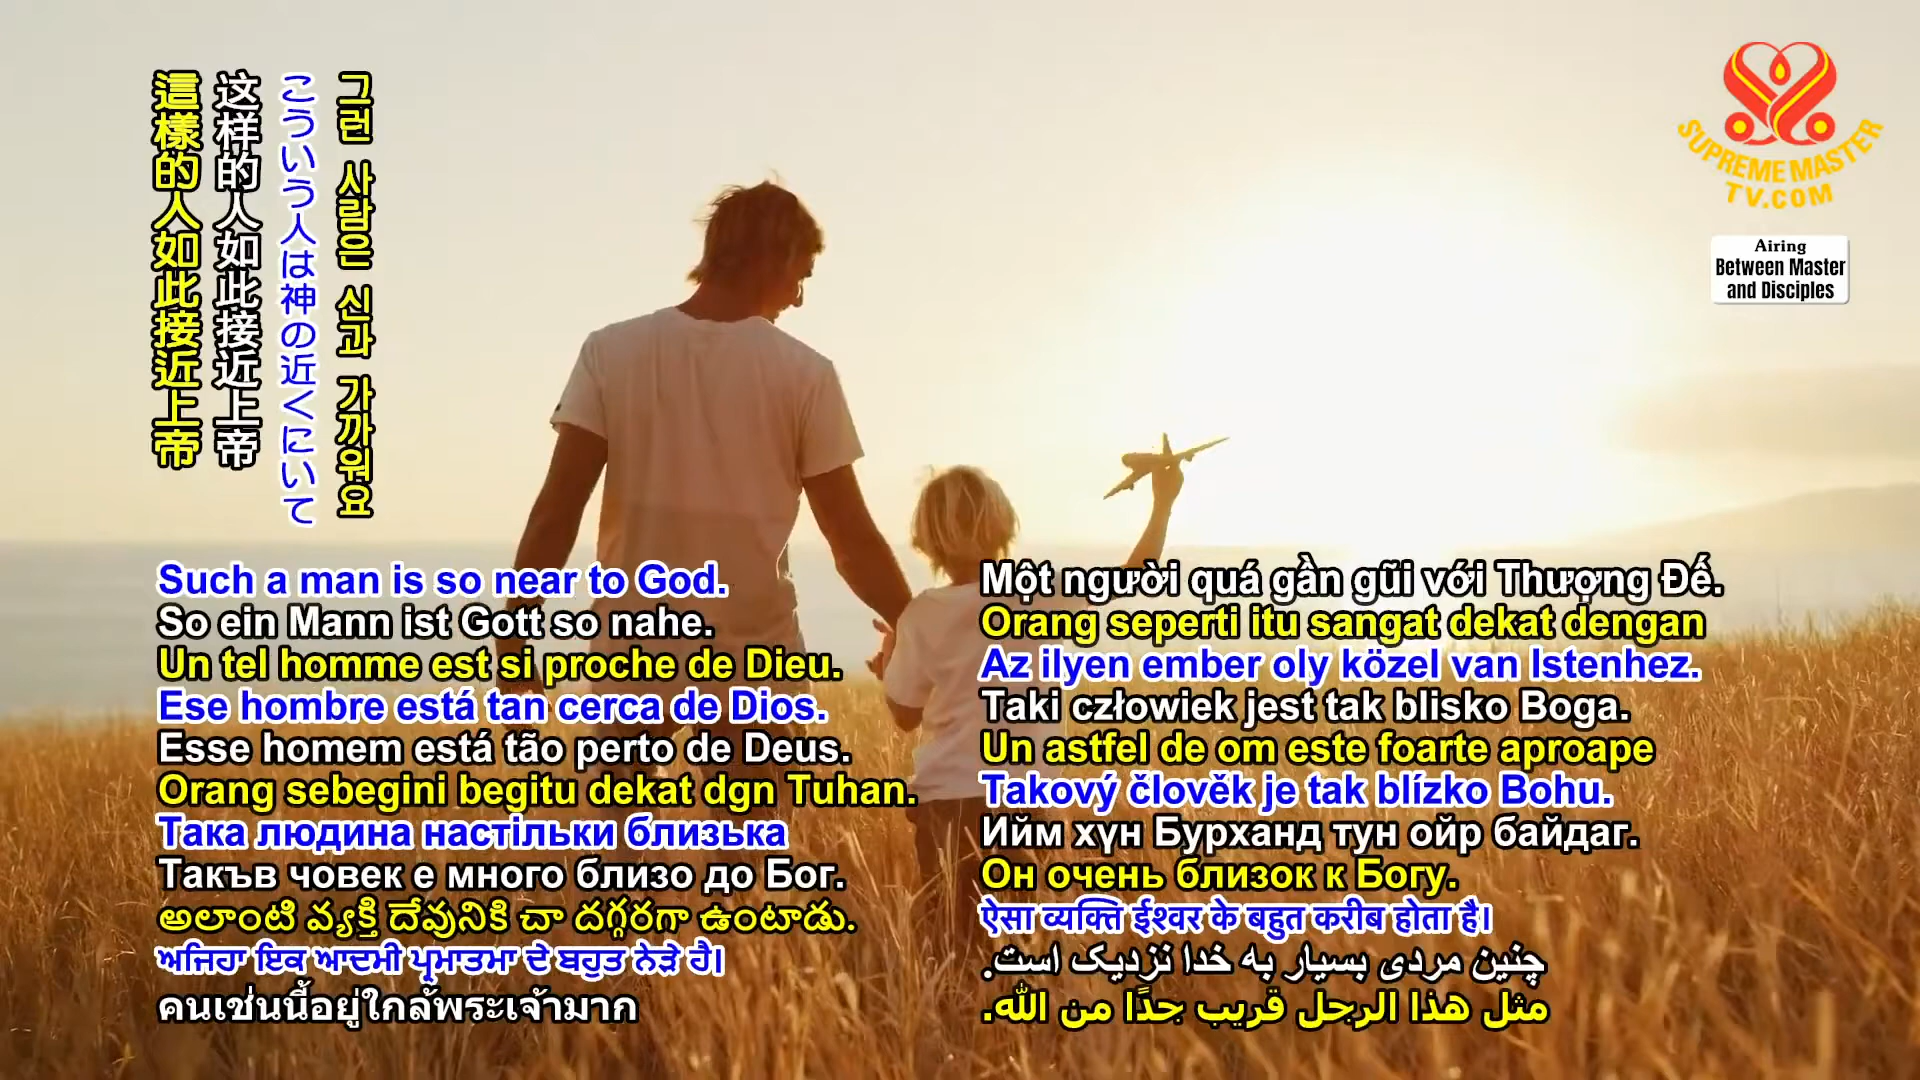 這樣的人如此接近上帝
这样的人如此接近上帝
こういう人は神の近くにいて
그런 사람은 신과 가까워요
SUPREME MASTER
TV.COM
Airing
Between Master
and Disciples
Such a man is so near to God.
So ein Mann ist Gott so nahe.
Un tel homme est si proche de Dieu.
Ese hombre está tan cerca de Dios.
Esse homem está tão perto de Deus.
Orang sebegini begitu dekat dgn Tuhan.
Така людина настільки близька
Такъв човек е много близо до Бог.
అలాంటి వ్యక్తి దేవునికి చా దగ్గరగా ఉంటాడు.
ਅਜਿਹਾ ਇਕ ਆਦਮੀ ਪ੍ਰਮਾਤਮਾ ਦੇ ਬਹੁਤ ਨੇੜੇ ਹੈ।
คนเช่นนี้อยู่ใกล้พระเจ้ามาก
Một người quá gần gũi với Thượng Đế.
Orang seperti itu sangat dekat dengan
Az ilyen ember oly közel van Istenhez.
Taki człowiek jest tak blisko Boga.
Un astfel de om este foarte aproape
Takový člověk je tak blízko Bohu.
Ийм хүн Бурханд тун ойр байдаг.
Он очень близок к Богу.
ऐसा व्यक्ति ईश्वर के बहुत करीब होता है।
چنین مردی بسیار به خدا نزدیک است.
مثل هذا الرجل قريب جدًا من الله.